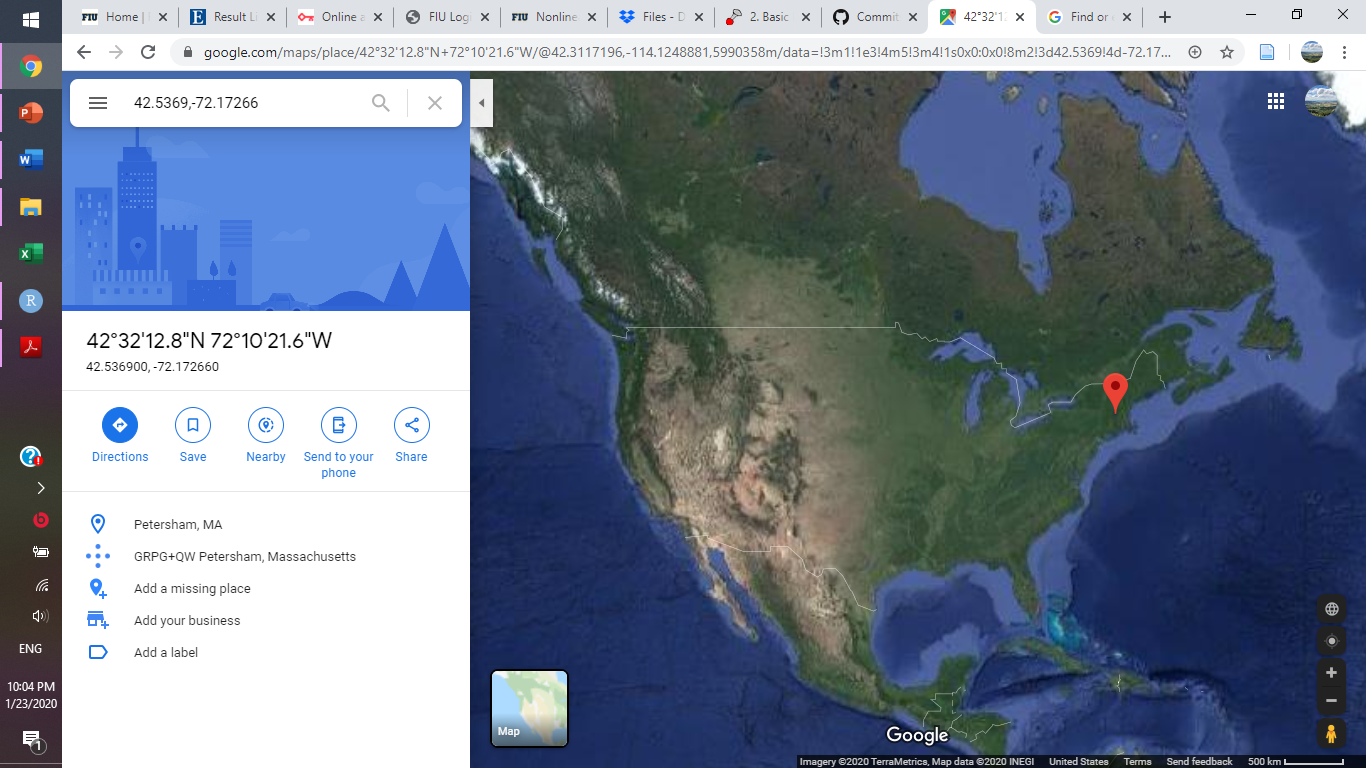 FIU Home |
E Result Li
Online a
FIU Log
FIU Nonline
Files - D
2. Basic
Commit
42°32'1
Find or
google.com/maps/place/42°32'12.8"N+72°10'21.6"W/@42.3117196,-114.1248881,5990358m/data=!3m1!1e3!4m5!3m4!1s0x0:0x0!8m2!3d42.5369!4d-72.17...
42.5369,-72.17266
42°32'12.8"N 72°10'21.6"W
42.536900, -72.172660
Directions
Save
Nearby
Send to your
phone
Share
Petersham, MA
GRPG+QW Petersham, Massachusetts
Add a missing place
Add your business
Add a label
P
W
X
R
ENG
10:04 PM
1/23/2020
1
Map
Google
Imagery ©2020 TerraMetrics, Map data ©2020 INEGI United States Terms Send feedback 500 km